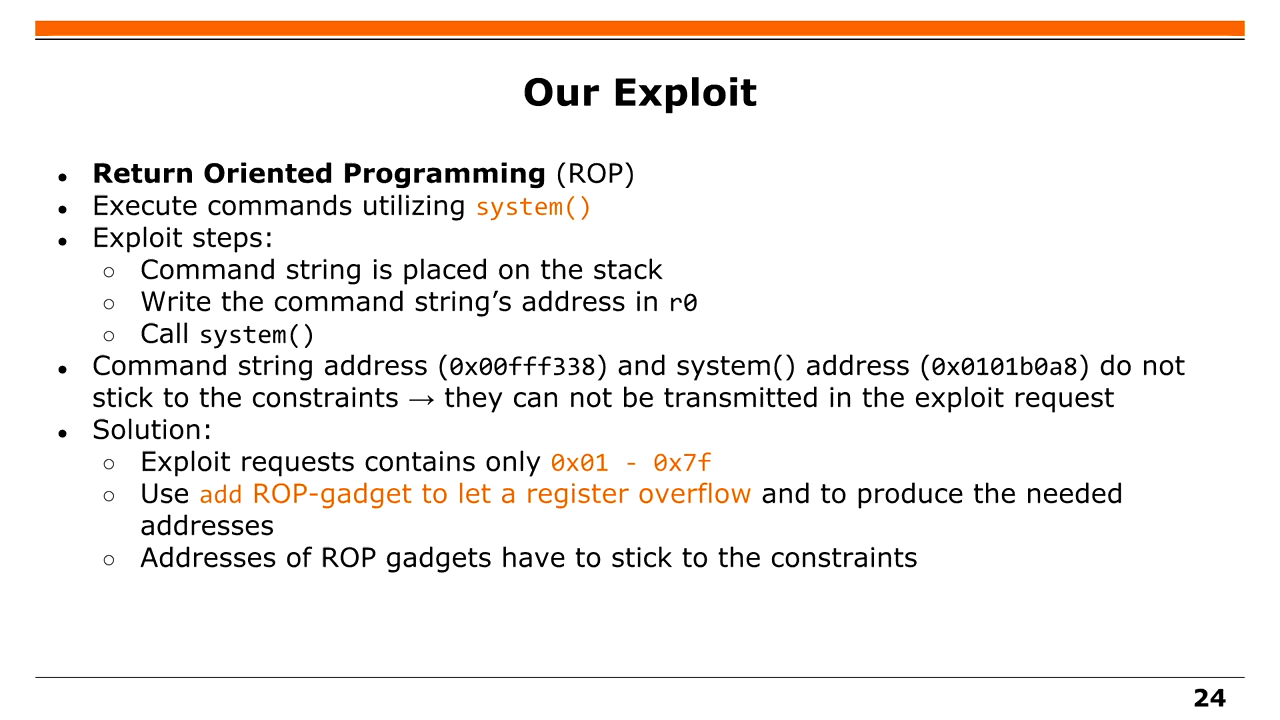 Our Exploit
● Return Oriented Programming (ROP)
● Execute commands utilizing system()
● Exploit steps:
○ Command string is placed on the stack
○ Write the command string’s address in r0
○ Call system()
● Command string address (0x00fff338) and system() address (0x0101b0a8) do not
stick to the constraints → they can not be transmitted in the exploit request
● Solution:
○ Exploit requests contains only 0x01 - 0x7f
○ Use add ROP-gadget to let a register overflow and to produce the needed
addresses
○ Addresses of ROP gadgets have to stick to the constraints
24